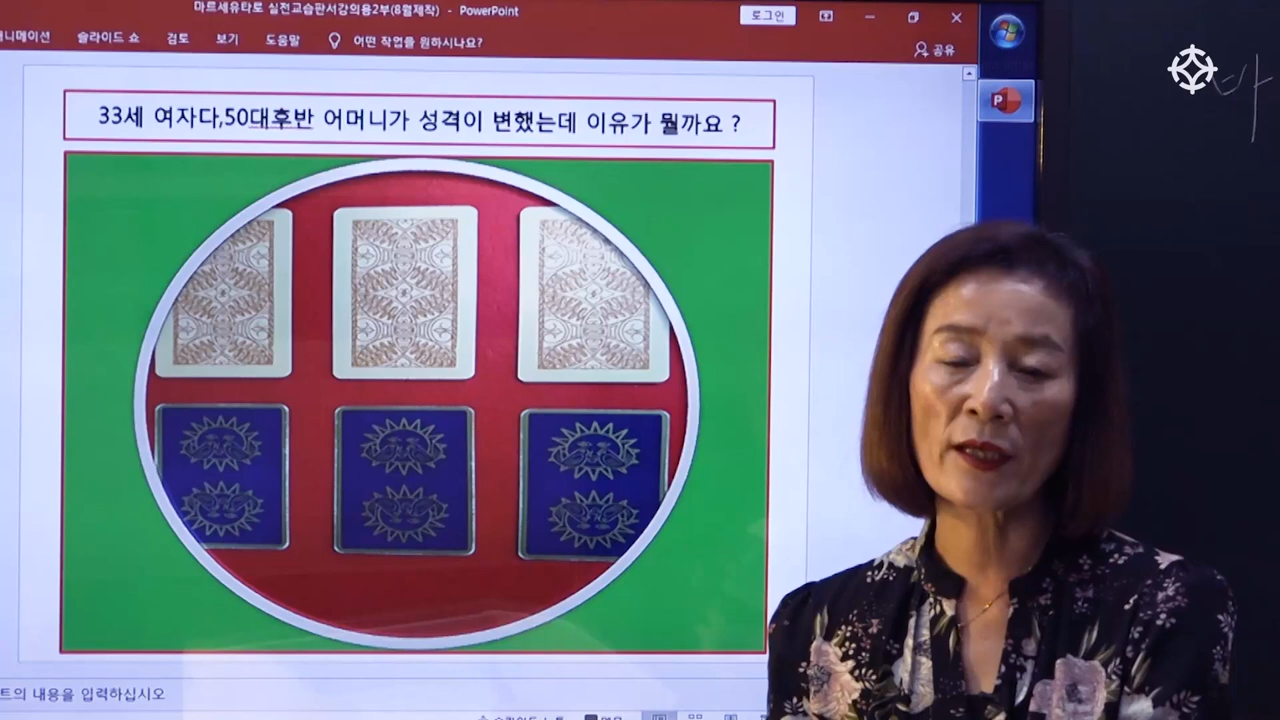 마르세유타로 실전교습판서강의용2부(8월제작) - PowerPoint
로그인
니메이션 슬라이드 쇼 검토 보기 도움말 어떤 작업을 원하시나요?
공유
33세 여자다,50대후반 어머니가 성격이 변했는데 이유가 뭘까요 ?
트의 내용을 입력하십시오